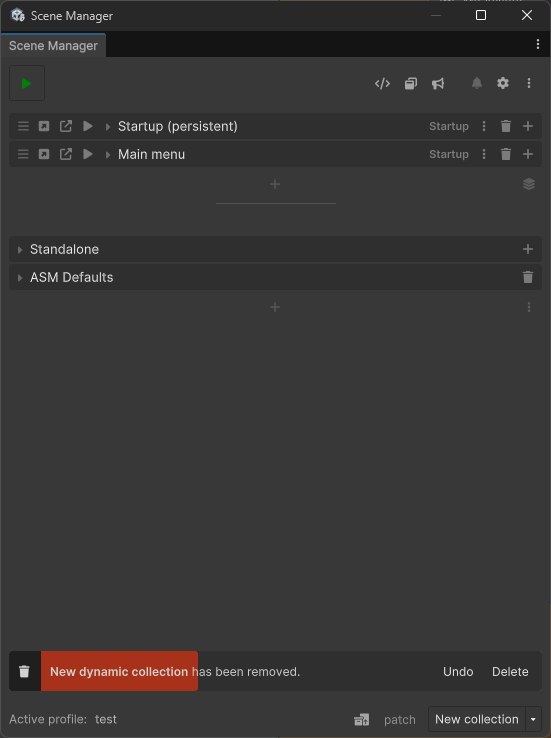 Scene Manager
Scene Manager
Startup (persistent) Startup
Main menu Startup
Standalone
ASM Defaults
New dynamic collection has been removed. Undo Delete
Active profile: test patch New collection